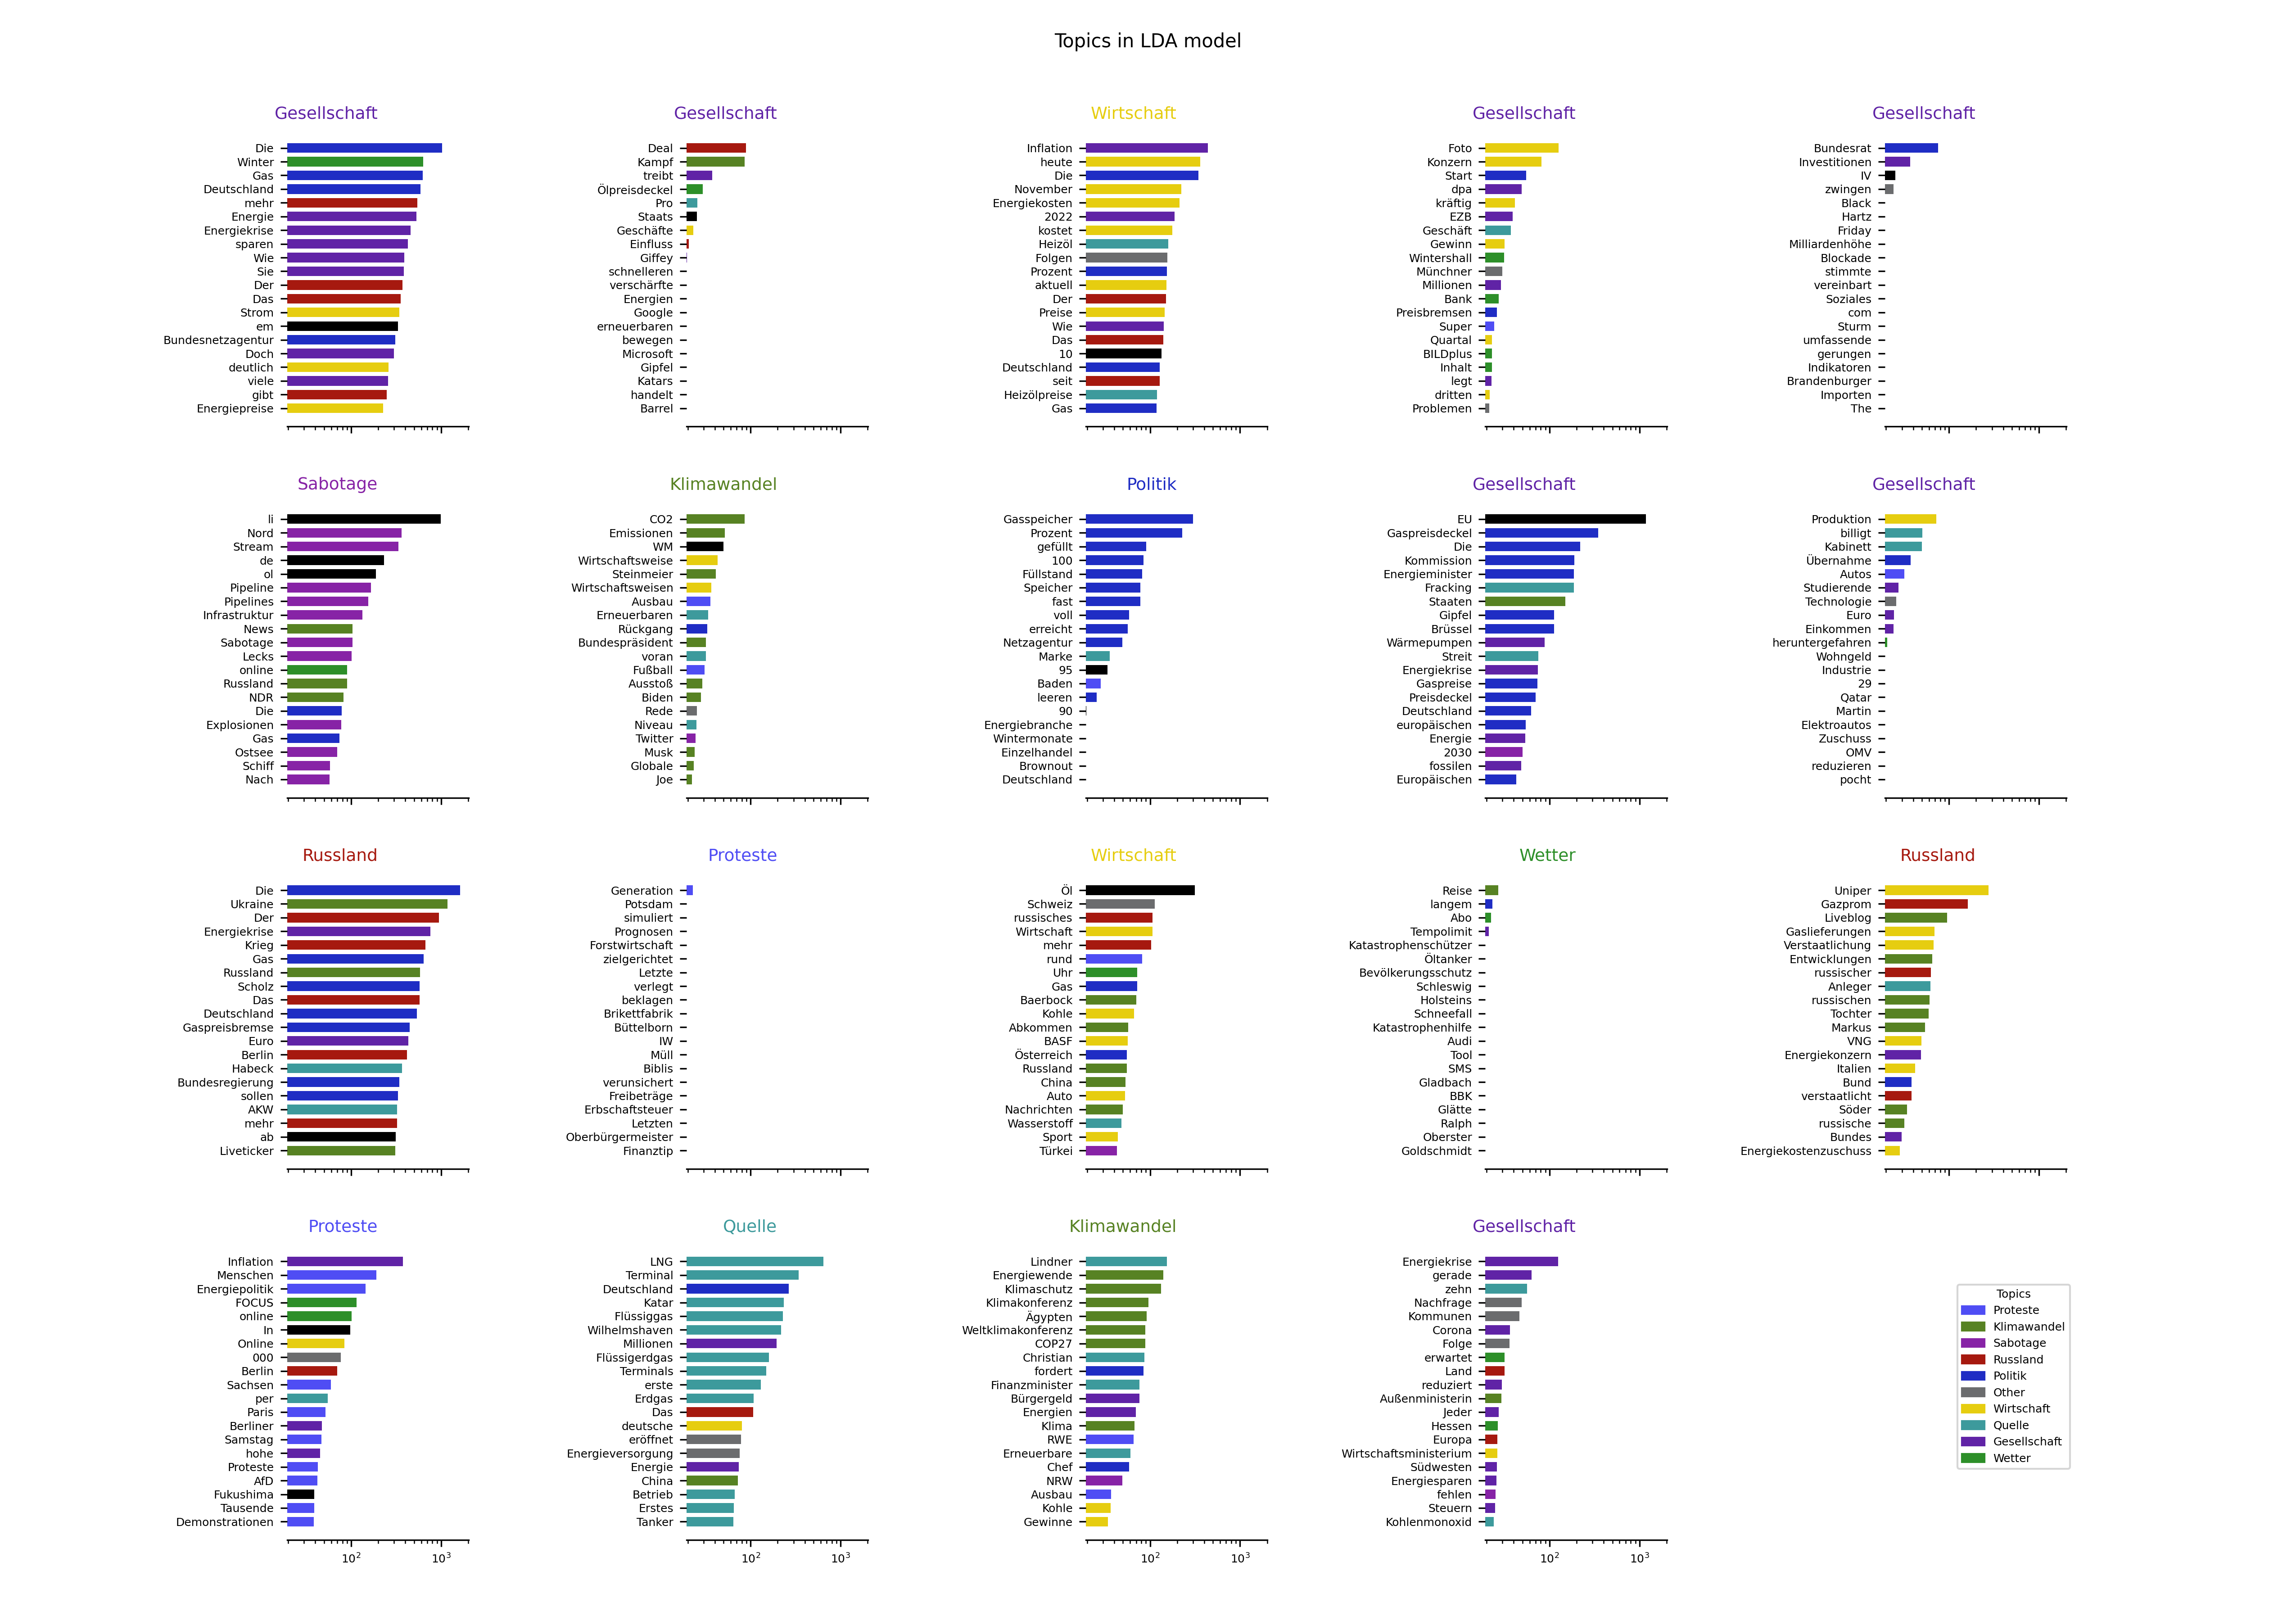 Topics in LDA model
Gesellschaft
Die
Winter
Gas
Deutschland
mehr
Energie
Energiekrise
sparen
Wie
Sie
Der
Das
Strom
em
Bundesnetzagentur
Doch
deutlich
viele
gibt
Energiepreise
Gesellschaft
Deal
Kampf
treibt
Ölpreisdeckel
Pro
Staats
Geschäfte
Einfluss
Giffey
schnelleren
verschärfte
Energien
Google
erneuerbaren
bewegen
Microsoft
Gipfel
Katars
handelt
Barrel
Wirtschaft
Inflation
heute
Die
November
Energiekosten
2022
kostet
Heizöl
Folgen
Prozent
aktuell
Der
Preise
Wie
Das
10
Deutschland
seit
Heizölpreise
Gas
Gesellschaft
Foto
Konzern
Start
dpa
kräftig
EZB
Geschäft
Gewinn
Wintershall
Münchner
Millionen
Bank
Preisbremsen
Super
Quartal
BILDplus
Inhalt
legt
dritten
Problemen
Gesellschaft
Bundesrat
Investitionen
IV
zwingen
Black
Hartz
Friday
Milliardenhöhe
Blockade
stimmte
vereinbart
Soziales
com
Sturm
umfassende
gerungen
Indikatoren
Brandenburger
Importen
The
Sabotage
li
Nord
Stream
de
ol
Pipeline
Pipelines
Infrastruktur
News
Sabotage
Lecks
online
Russland
NDR
Die
Explosionen
Gas
Ostsee
Schiff
Nach
Klimawandel
CO2
Emissionen
WM
Wirtschaftsweise
Steinmeier
Wirtschaftsweisen
Ausbau
Erneuerbaren
Rückgang
Bundespräsident
voran
Fußball
Ausstoß
Biden
Rede
Niveau
Twitter
Musk
Globale
Joe
Politik
Gasspeicher
Prozent
gefüllt
100
Füllstand
Speicher
fast
voll
erreicht
Netzagentur
Marke
95
Baden
leeren
90
Energiebranche
Wintermonate
Einzelhandel
Brownout
Deutschland
Gesellschaft
EU
Gaspreisdeckel
Die
Kommission
Energieminister
Fracking
Staaten
Gipfel
Brüssel
Wärmepumpen
Streit
Energiekrise
Gaspreise
Preisdeckel
Deutschland
europäischen
Energie
2030
fossilen
Europäischen
Gesellschaft
Produktion
billigt
Kabinett
Übernahme
Autos
Studierende
Technologie
Euro
Einkommen
heruntergefahren
Wohngeld
Industrie
29
Qatar
Martin
Elektroautos
Zuschuss
OMV
reduzieren
pocht
Russland
Die
Ukraine
Der
Energiekrise
Krieg
Gas
Russland
Scholz
Das
Deutschland
Gaspreisbremse
Euro
Berlin
Habeck
Bundesregierung
sollen
AKW
mehr
ab
Liveticker
Proteste
Generation
Potsdam
simuliert
Prognosen
Forstwirtschaft
zielgerichtet
Letzte
verlegt
beklagen
Brikettfabrik
Büttelborn
IW
Müll
Biblis
verunsichert
Freibeträge
Erbschaftsteuer
Letzten
Oberbürgermeister
Finanztip
Wirtschaft
Öl
Schweiz
russisches
Wirtschaft
mehr
rund
Uhr
Gas
Baerbock
Kohle
Abkommen
BASF
Österreich
Russland
China
Auto
Nachrichten
Wasserstoff
Sport
Türkei
Wetter
Reise
langem
Abo
Tempolimit
Katastrophenschützer
Öltanker
Bevölkerungsschutz
Schleswig
Holsteins
Schneefall
Katastrophenhilfe
Audi
Tool
SMS
Gladbach
BBK
Glätte
Ralph
Oberster
Goldschmidt
Russland
Uniper
Gazprom
Liveblog
Gaslieferungen
Verstaatlichung
Entwicklungen
russischer
Anleger
russischen
Tochter
Markus
VNG
Energiekonzern
Italien
Bund
verstaatlicht
Söder
russische
Bundes
Energiekostenzuschuss
Proteste
Inflation
Menschen
Energiepolitik
FOCUS
online
In
Online
000
Berlin
Sachsen
per
Paris
Berliner
Samstag
hohe
Proteste
AfD
Fukushima
Tausende
Demonstrationen
10² 10³
Quelle
LNG
Terminal
Deutschland
Katar
Flüssiggas
Wilhelmshaven
Millionen
Flüssigerdgas
Terminals
erste
Erdgas
Das
deutsche
eröffnet
Energieversorgung
Energie
China
Betrieb
Erstes
Tanker
10² 10³
Klimawandel
Lindner
Energiewende
Klimaschutz
Klimakonferenz
Ägypten
Weltklimakonferenz
COP27
Christian
fordert
Finanzminister
Bürgergeld
Energien
Klima
RWE
Erneuerbare
Chef
NRW
Ausbau
Kohle
Gewinne
10² 10³
Gesellschaft
Energiekrise
gerade
zehn
Nachfrage
Kommunen
Corona
Folge
erwartet
Land
reduziert
Außenministerin
Jeder
Hessen
Europa
Wirtschaftsministerium
Südwesten
Energiesparen
fehlen
Steuern
Kohlenmonoxid
10² 10³
Topics
Proteste
Klimawandel
Sabotage
Russland
Politik
Other
Wirtschaft
Quelle
Gesellschaft
Wetter